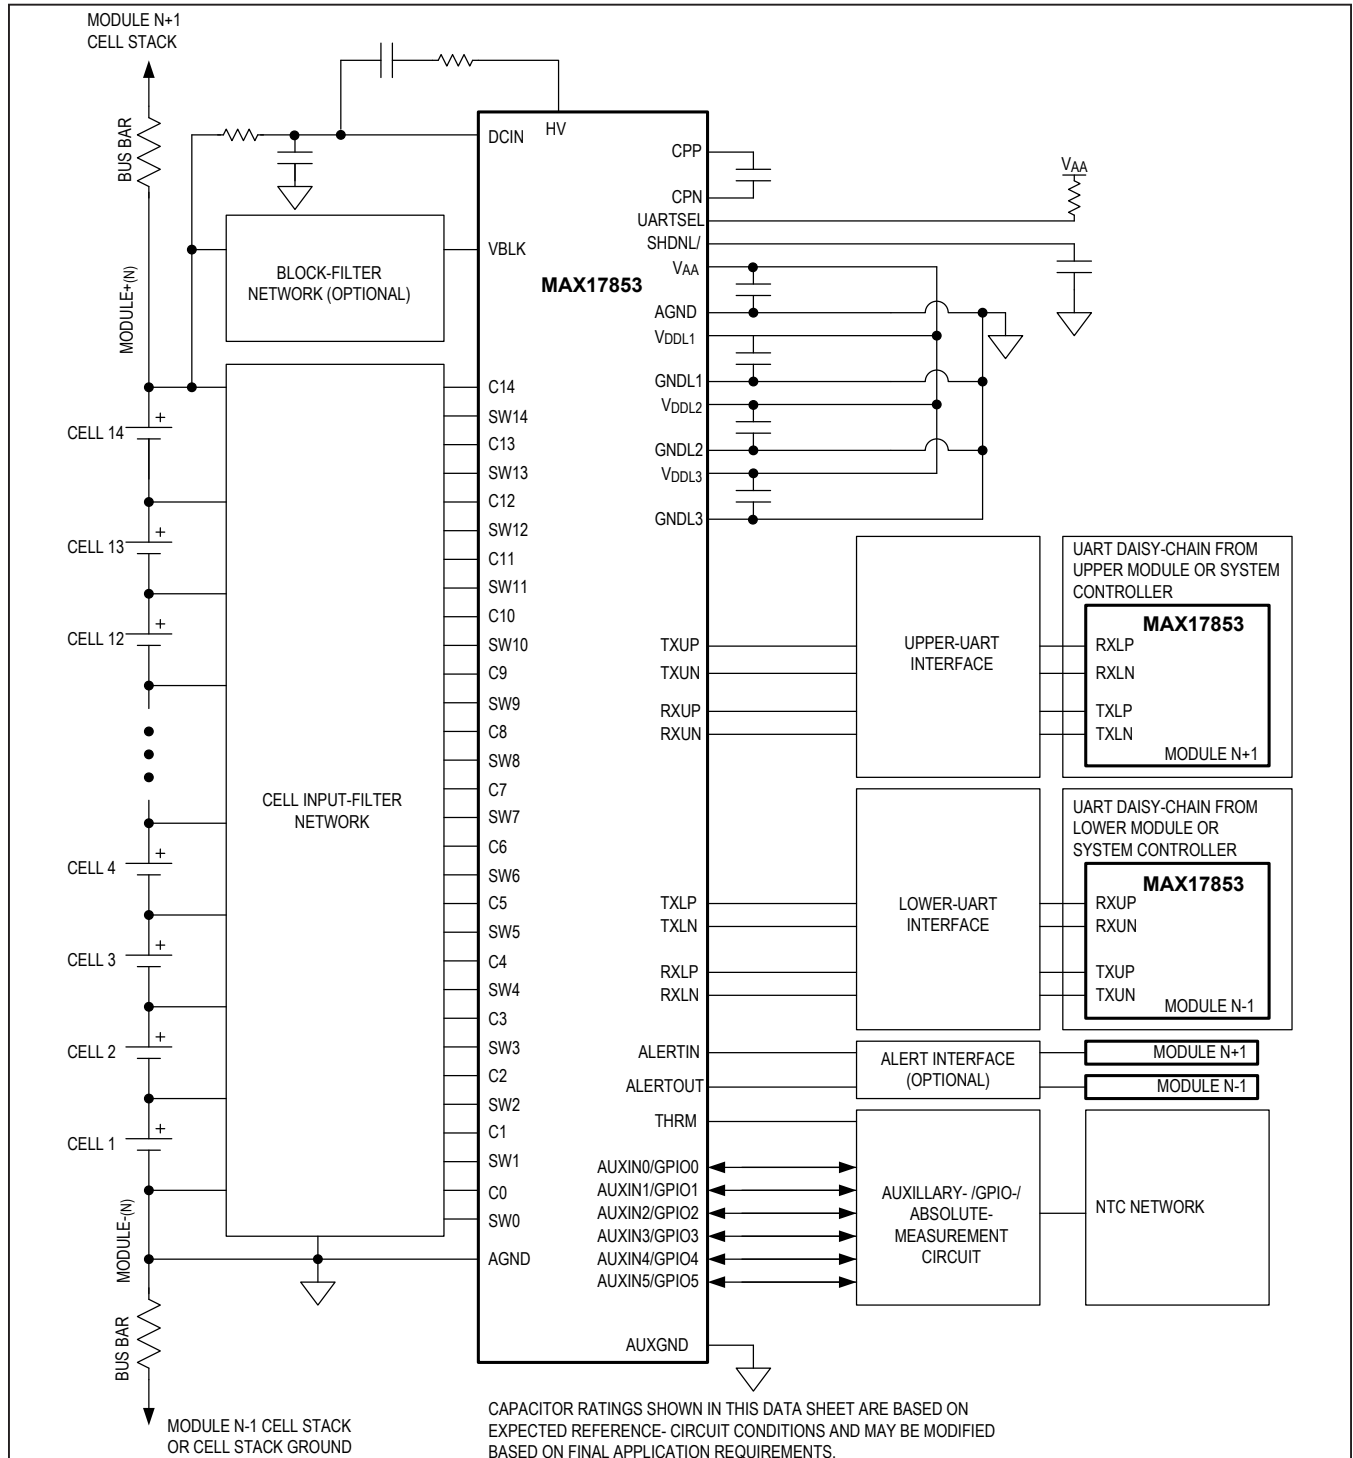 MODULE N+1
CELL STACK
BUS BAR
MODULE+(N)
DCIN
HV
VBLK
BLOCK-FILTER
NETWORK (OPTIONAL)
MAX17853
CPP
CPN
UARTSEL
SHDNL/
VAA
AGND
VDDL1
GNDL1
VDDL2
GNDL2
VDDL3
GNDL3
VAA
CELL 14
+
CELL 13
+
CELL 12
+
CELL 4
+
CELL 3
+
CELL 2
+
CELL 1
+
CELL INPUT-FILTER
NETWORK
C14
SW14
C13
SW13
C12
SW12
C11
SW11
C10
SW10
C9
SW9
C8
SW8
C7
SW7
C6
SW6
C5
SW5
C4
SW4
C3
SW3
C2
SW2
C1
SW1
C0
SW0
AGND
TXUP
TXUN
RXUP
RXUN
UPPER-UART
INTERFACE
UART DAISY-CHAIN FROM
UPPER MODULE OR SYSTEM
CONTROLLER
MAX17853
RXLP
RXLN
TXLP
TXLN
MODULE N+1
TXLP
TXLN
RXLP
RXLN
LOWER-UART
INTERFACE
UART DAISY-CHAIN FROM
LOWER MODULE OR
SYSTEM CONTROLLER
MAX17853
RXUP
RXUN
TXUP
TXUN
MODULE N-1
ALERTIN
ALERTOUT
ALERT INTERFACE
(OPTIONAL)
MODULE N+1
MODULE N-1
THRM
AUXIN0/GPIO0
AUXIN1/GPIO1
AUXIN2/GPIO2
AUXIN3/GPIO3
AUXIN4/GPIO4
AUXIN5/GPIO5
AUXILLARY- /GPIO-/
ABSOLUTE-
MEASUREMENT
CIRCUIT
NTC NETWORK
AUXGND
MODULE-(N)
BUS BAR
MODULE N-1 CELL STACK
OR CELL STACK GROUND
CAPACITOR RATINGS SHOWN IN THIS DATA SHEET ARE BASED ON
EXPECTED REFERENCE- CIRCUIT CONDITIONS AND MAY BE MODIFIED
BASED ON FINAL APPLICATION REQUIREMENTS.